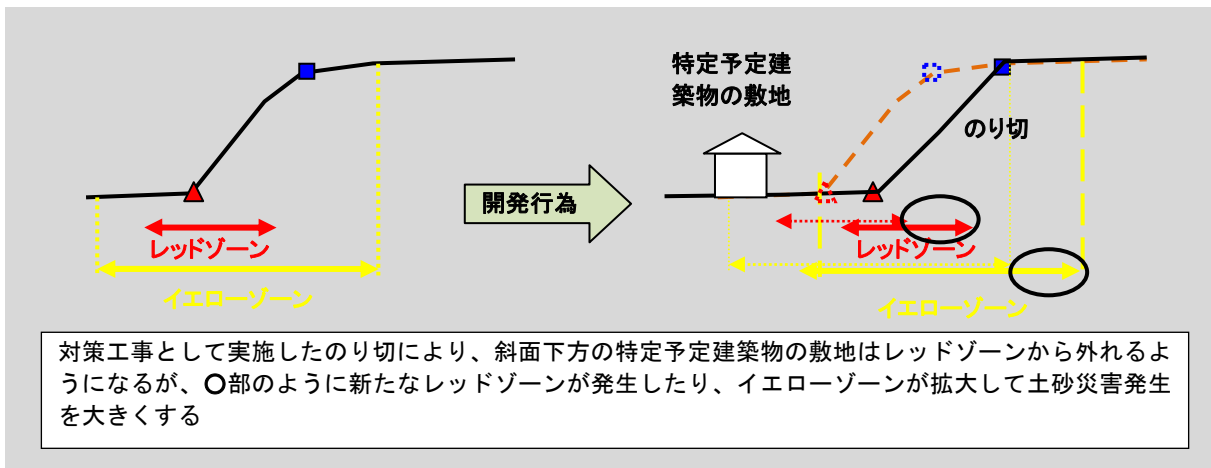 特定予定建
築物の敷地
のり切
開発行為
レッドゾーン
レッドゾーン
イエローゾーン
イエローゾーン
対策工事として実施したのり切により、斜面下方の特定予定建築物の敷地はレッドゾーンから外れるよ
うになるが、〇部のように新たなレッドゾーンが発生したり、イエローゾーンが拡大して土砂災害発生
を大きくする